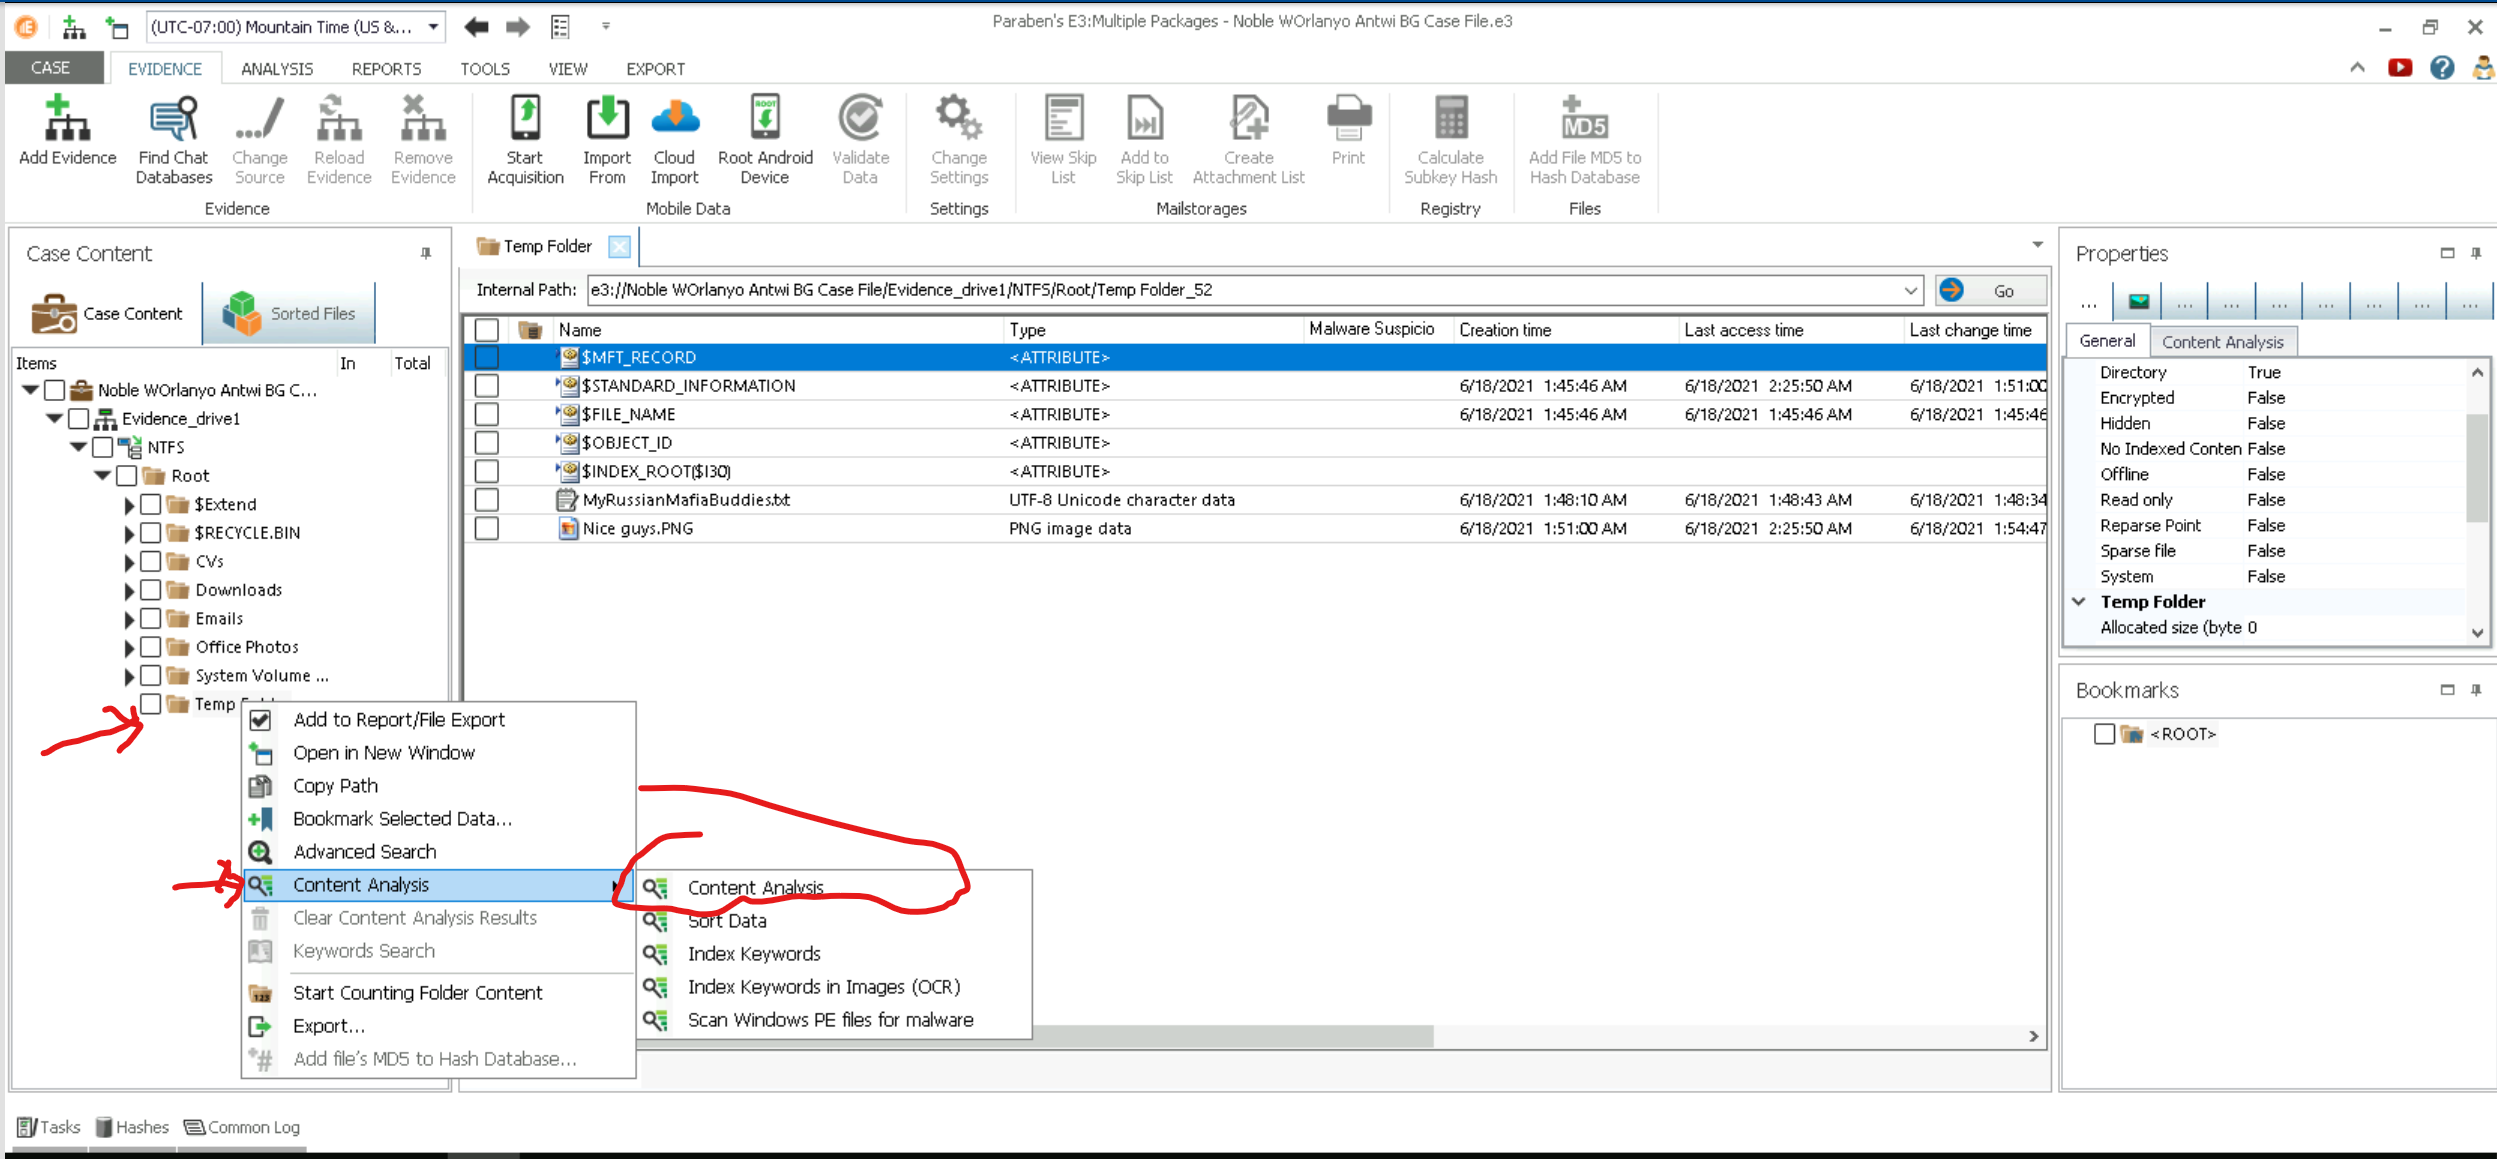 (UTC-07:00) Mountain Time (US &...
Paraben's E3:Multiple Packages - Noble WOrlanyo Antwi BG Case File.e3
CASE EVIDENCE ANALYSIS REPORTS TOOLS VIEW EXPORT
Add Evidence
Find Chat Databases
Change Source
Reload Evidence
Remove Evidence
Evidence
Start Acquisition
Import From
Cloud Import
ROOT
Root Android Device
Validate Data
Mobile Data
Change Settings
Settings
View Skip List
Add to Skip List
Create Attachment List
Print
Mailstorages
Calculate Subkey Hash
Registry
MD5
Add File MD5 to Hash Database
Files
Case Content
Case Content
Sorted Files
Items In Total
Noble WOrlanyo Antwi BG C...
Evidence_drive1
NTFS
Root
$Extend
$RECYCLE.BIN
CVs
Downloads
Emails
Office Photos
System Volume ...
Temp
Add to Report/File Export
Open in New Window
Copy Path
Bookmark Selected Data...
Advanced Search
Content Analysis
Clear Content Analysis Results
Keywords Search
123
Start Counting Folder Content
Export...
Add file's MD5 to Hash Database...
Content Analysis
Sort Data
Index Keywords
Index Keywords in Images (OCR)
Scan Windows PE files for malware
Temp Folder
Internal Path: e3://Noble WOrlanyo Antwi BG Case File/Evidence_drive1/NTFS/Root/Temp Folder_52 Go
Name Type Malware Suspicio Creation time Last access time Last change time
$MFT_RECORD <ATTRIBUTE>
$STANDARD_INFORMATION <ATTRIBUTE> 6/18/2021 1:45:46 AM 6/18/2021 2:25:50 AM 6/18/2021 1:51:00
$FILE_NAME <ATTRIBUTE> 6/18/2021 1:45:46 AM 6/18/2021 1:45:46 AM 6/18/2021 1:45:46
$OBJECT_ID <ATTRIBUTE>
$INDEX_ROOT($I30) <ATTRIBUTE>
MyRussianMafiaBuddies.txt UTF-8 Unicode character data 6/18/2021 1:48:10 AM 6/18/2021 1:48:43 AM 6/18/2021 1:48:34
Nice guys.PNG PNG image data 6/18/2021 1:51:00 AM 6/18/2021 2:25:50 AM 6/18/2021 1:54:47
Properties
General Content Analysis
Directory True
Encrypted False
Hidden False
No Indexed Conten False
Offline False
Read only False
Reparse Point False
Sparse file False
System False
Temp Folder
Allocated size (byte 0
Bookmarks
<ROOT>
Tasks Hashes Common Log